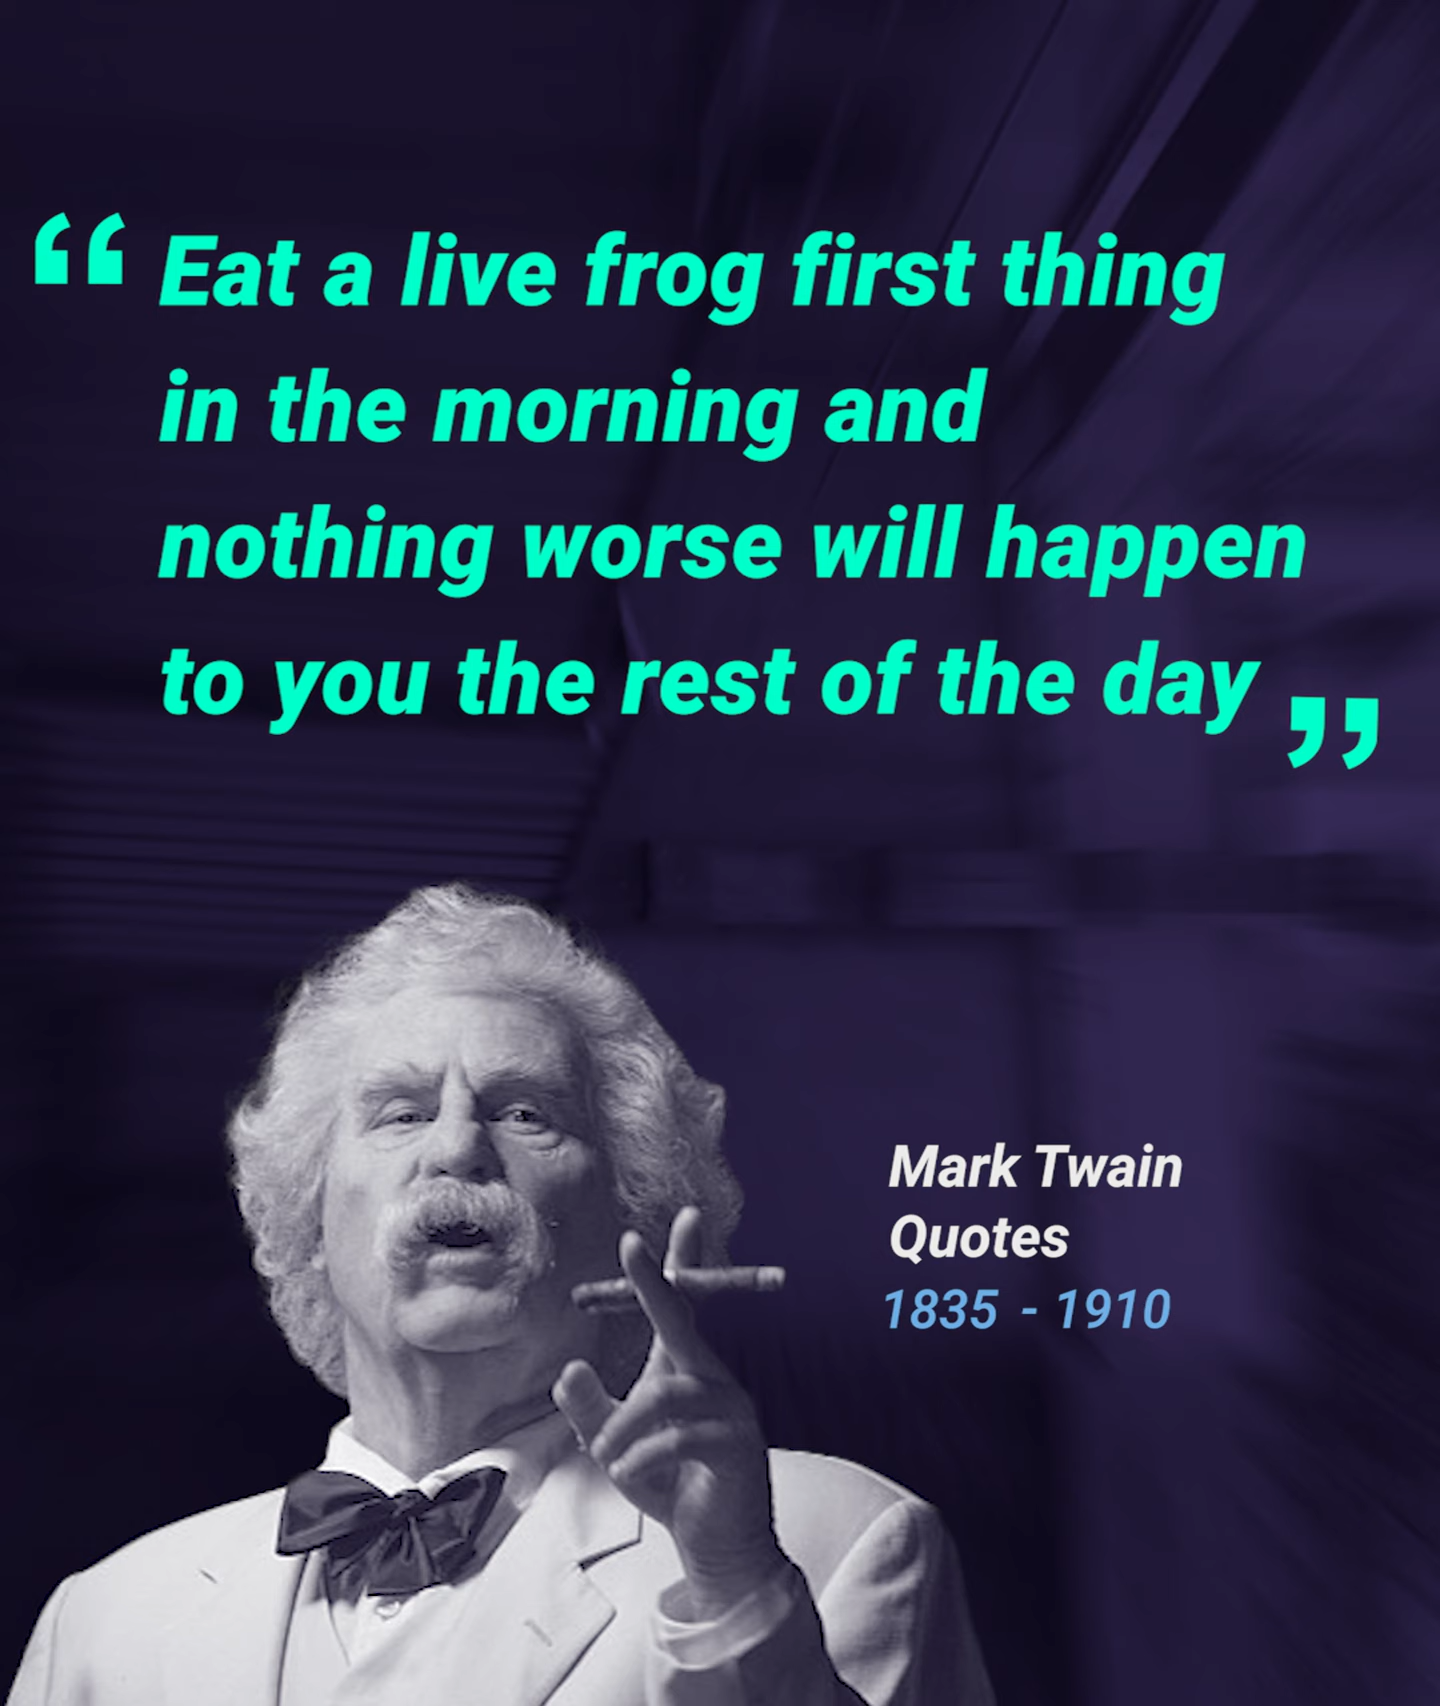 “ Eat a live frog first thing
in the morning and
nothing worse will happen
to you the rest of the day ”
Mark Twain
Quotes
1835 - 1910